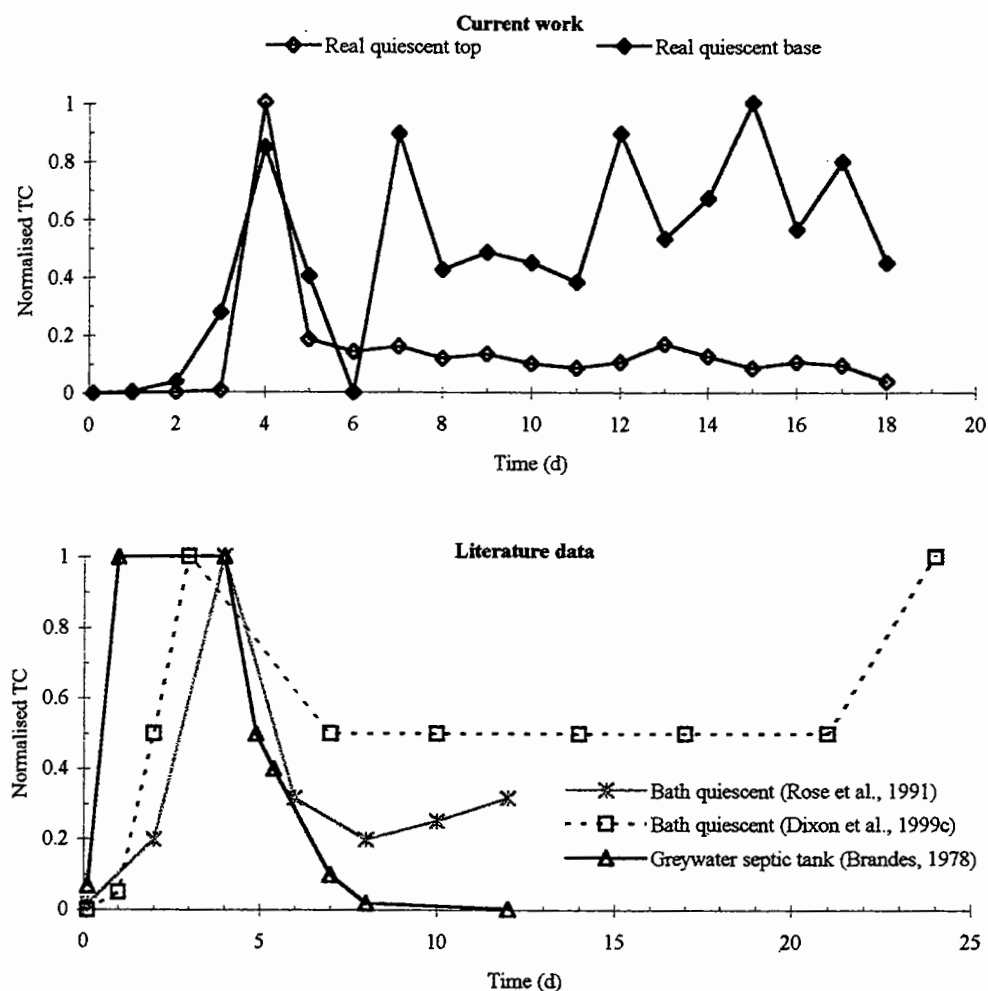 Current work
Real quiescent top
Real quiescent base
Normalised TC
1
0.8
0.6
0.4
0.2
0
0 2 4 6 8 10 12 14 16 18 20
Time (d)
Literature data
Normalised TC
1
0.8
0.6
0.4
0.2
0
Bath quiescent (Rose et al., 1991)
Bath quiescent (Dixon et al., 1999c)
Greywater septic tank (Brandes, 1978)
0 5 10 15 20 25
Time (d)